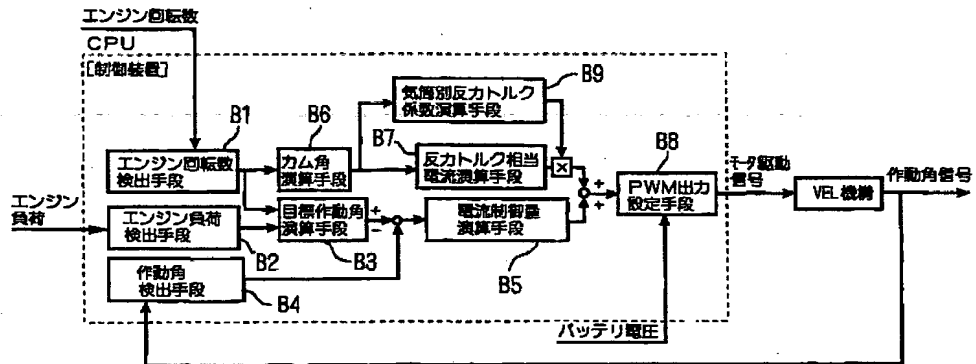 エンジン回転数
CPU
[制御装置]
B9
気筒別反力トルク
係数演算手段
B1
B6
B7
B8
エンジン回転数
検出手段
カム角
演算手段
反力トルク相当
電流演算手段
×
エンジン
負荷
エンジン負荷
検出手段
目標作動角
演算手段
+
−
電流制御量
演算手段
+
+
PWM出力
設定手段
モータ駆動
信号
VEL機構
作動角信号
B2
B3
B5
作動角
検出手段
B4
バッテリ電圧